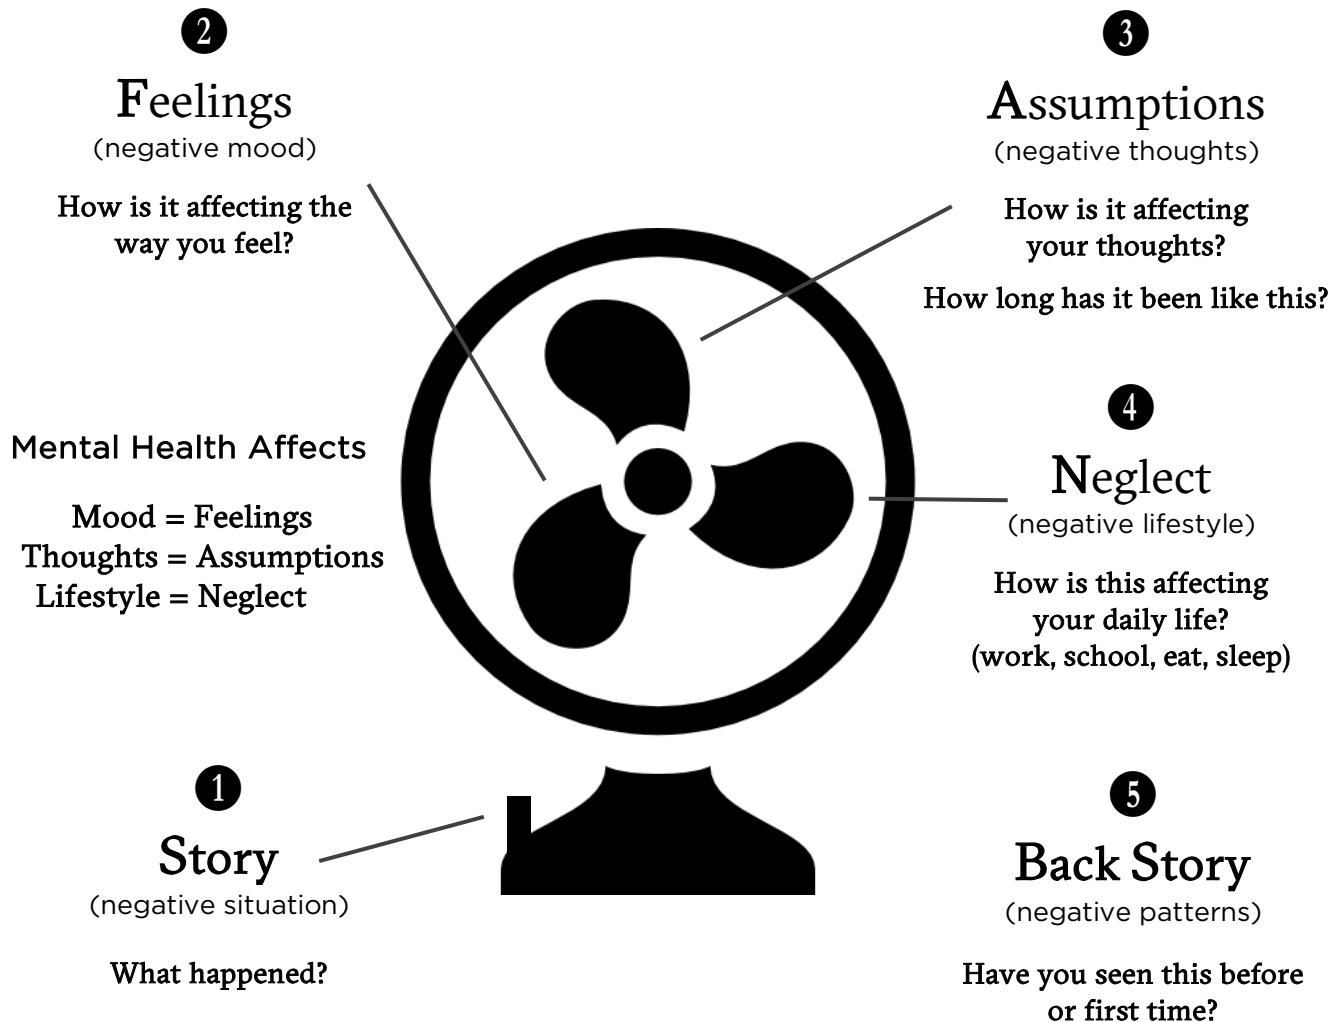 2
Feelings
(negative mood)
How is it affecting the
way you feel?
3
Assumptions
(negative thoughts)
How is it affecting
your thoughts?
How long has it been like this?
Mental Health Affects
Mood = Feelings
Thoughts = Assumptions
Lifestyle = Neglect
4
Neglect
(negative lifestyle)
How is this affecting
your daily life?
(work, school, eat, sleep)
1
Story
(negative situation)
What happened?
5
Back Story
(negative patterns)
Have you seen this before
or first time?